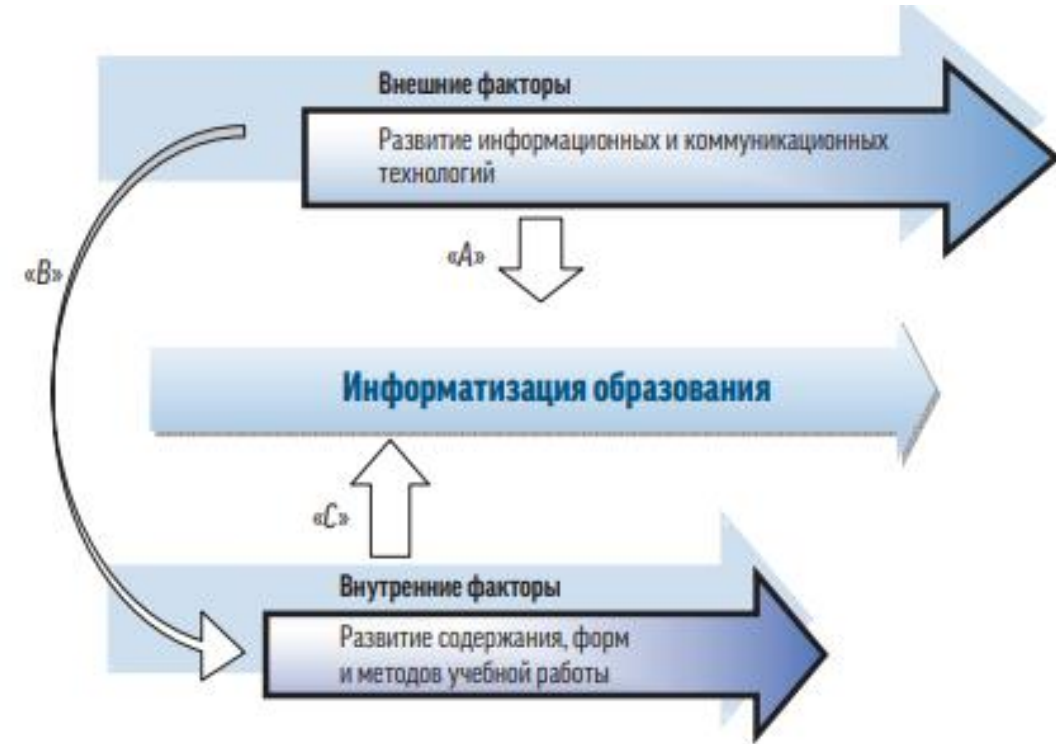 Внешние факторы
Развитие информационных и коммуникационных
технологий
«A»
«B»
Информатизация образования
«C»
Внутренние факторы
Развитие содержания, форм
и методов учебной работы